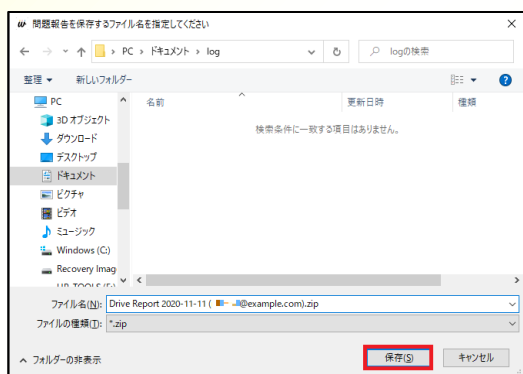 問題報告を保存するファイル名を指定してください
PC › ドキュメント › log
logの検索
整理 新しいフォルダー
PC
3D オブジェクト
ダウンロード
デスクトップ
ドキュメント
ピクチャ
ビデオ
ミュージック
Windows (C:)
Recovery Imag
名前 更新日時 種類
検索条件に一致する項目はありません。
ファイル名(N): Drive Report 2020-11-11 ( @example.com).zip
ファイルの種類(T): *.zip
フォルダーの非表示 保存(S) キャンセル